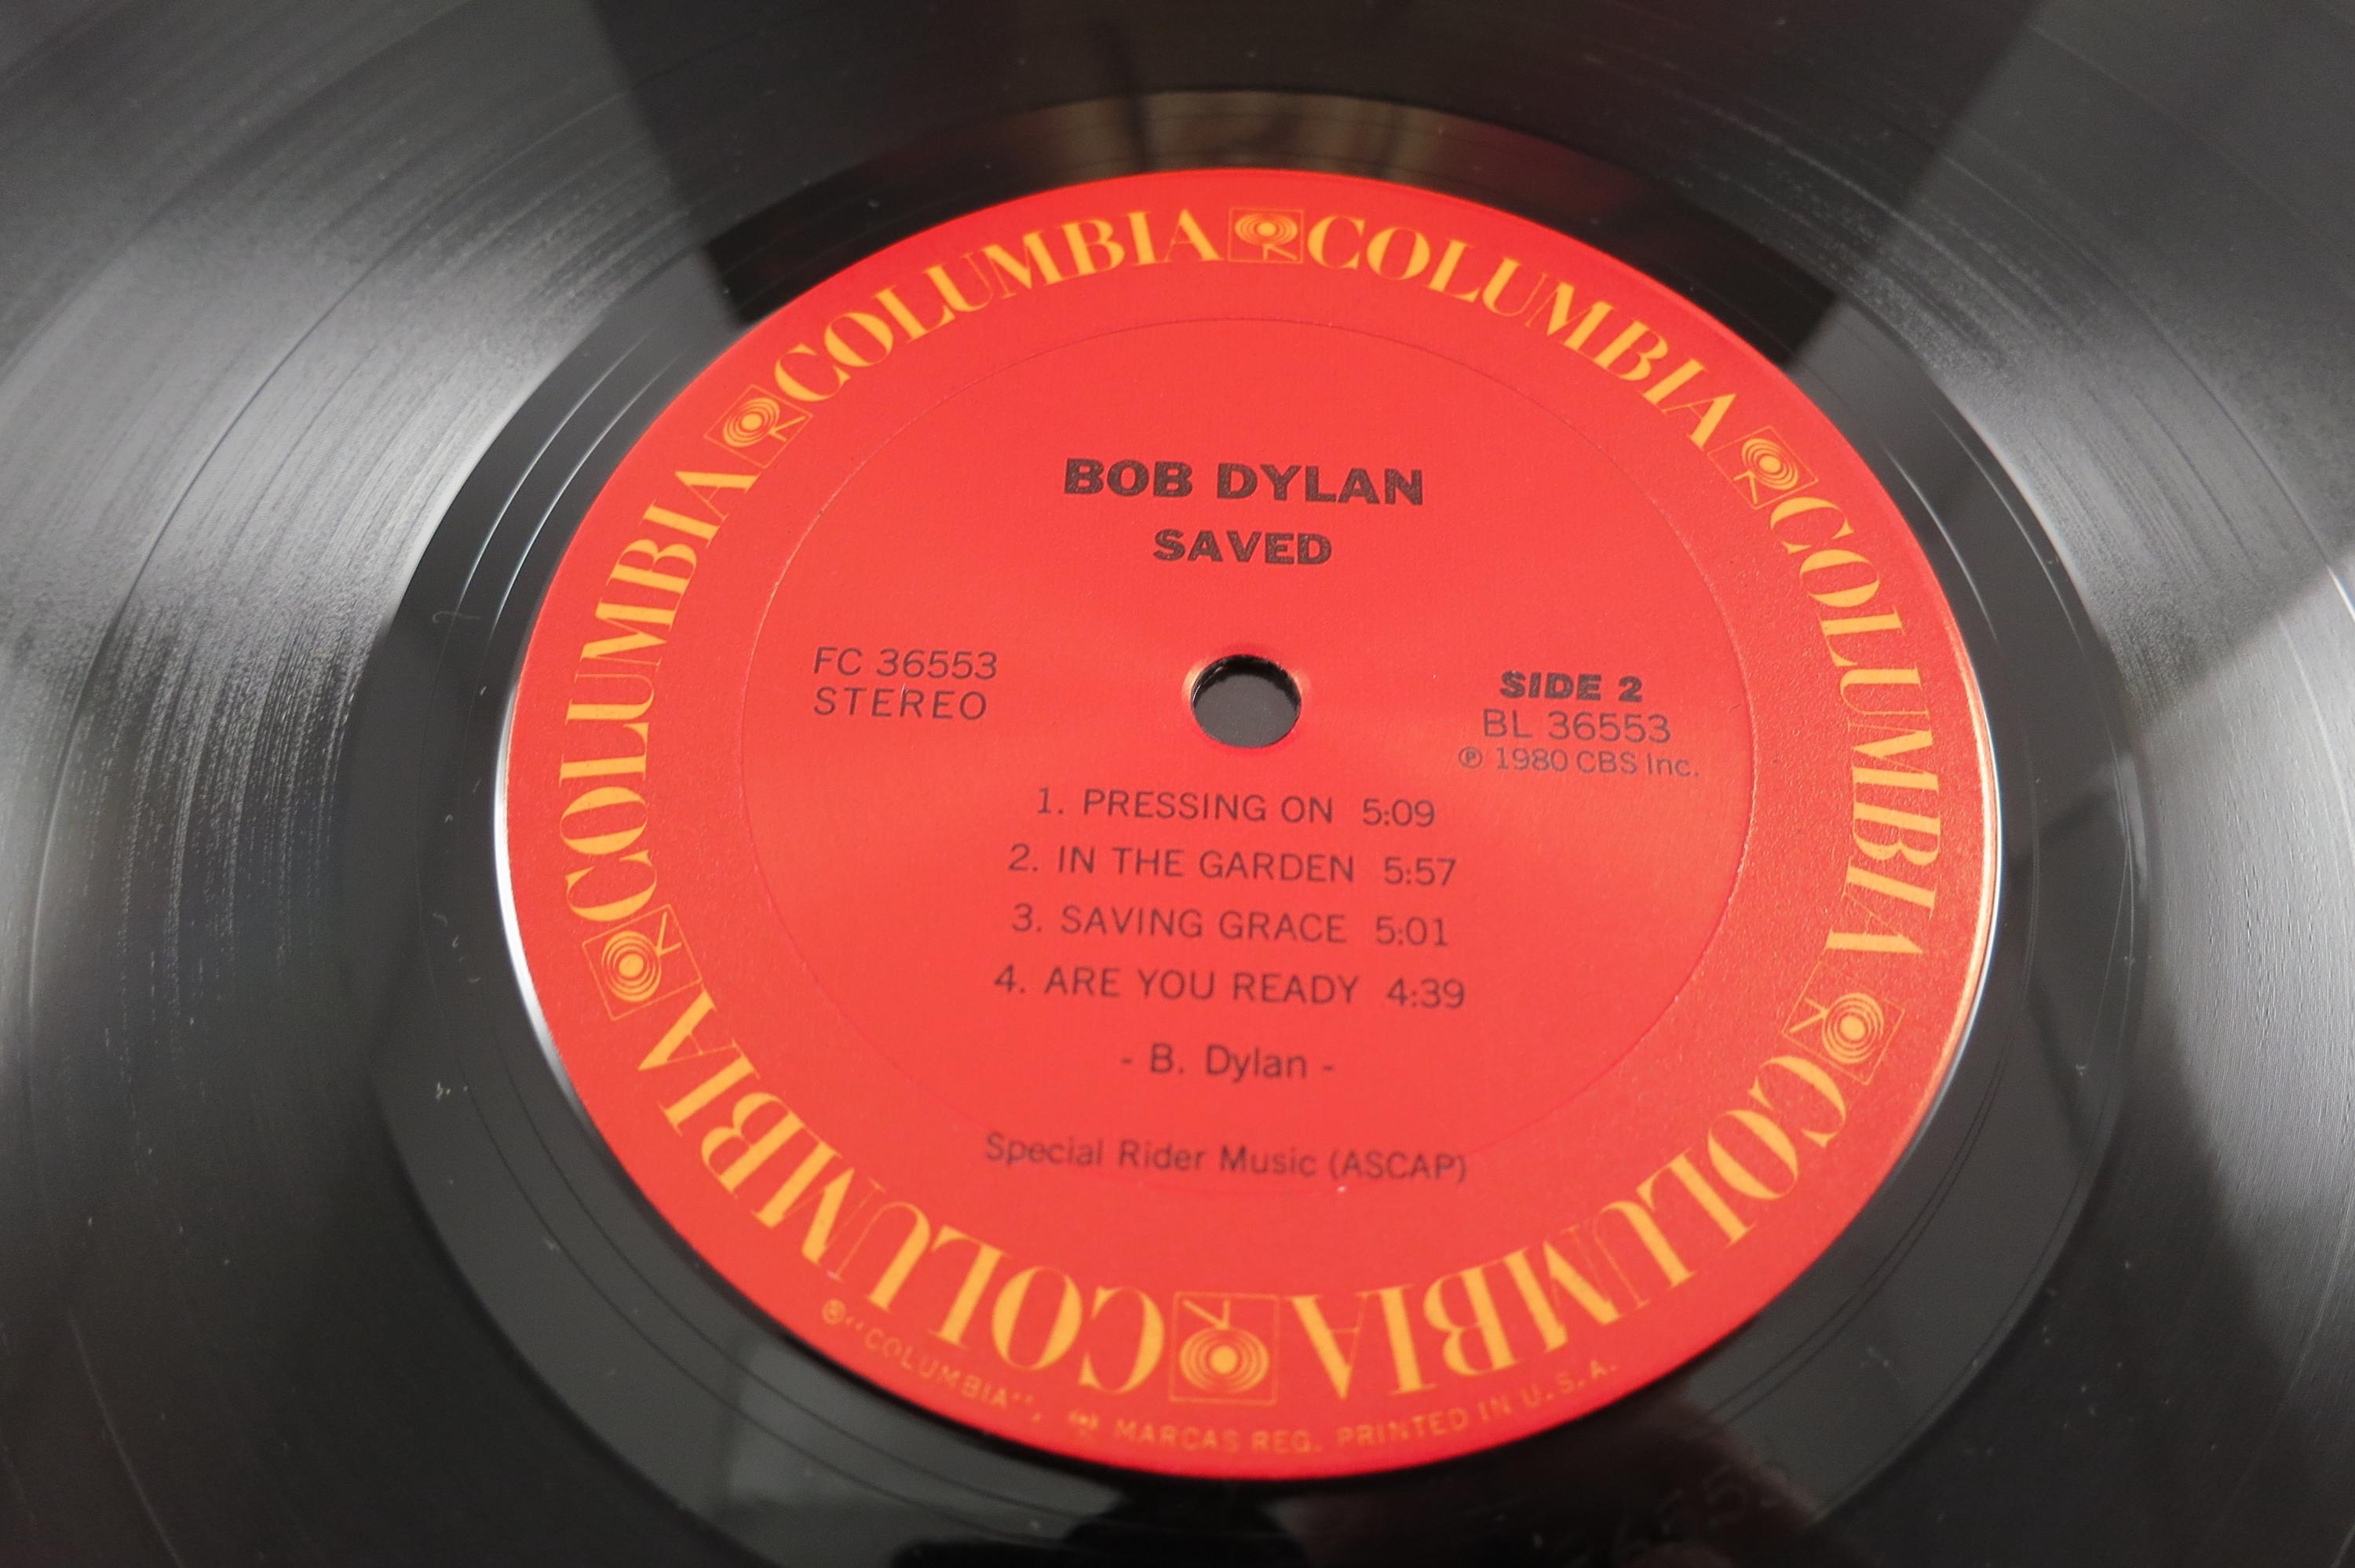 COLUMBIA COLUMBIA COLUMBIA COLUMBIA COLUMBIA COLUMBIA
BOB DYLAN
SAVED
FC 36553
STEREO
SIDE 2
BL 36553
℗ 1980 CBS Inc.
1. PRESSING ON 5:09
2. IN THE GARDEN 5:57
3. SAVING GRACE 5:01
4. ARE YOU READY 4:39
- B. Dylan -
Special Rider Music (ASCAP)
® "COLUMBIA", MARCAS REG. PRINTED IN U.S.A.